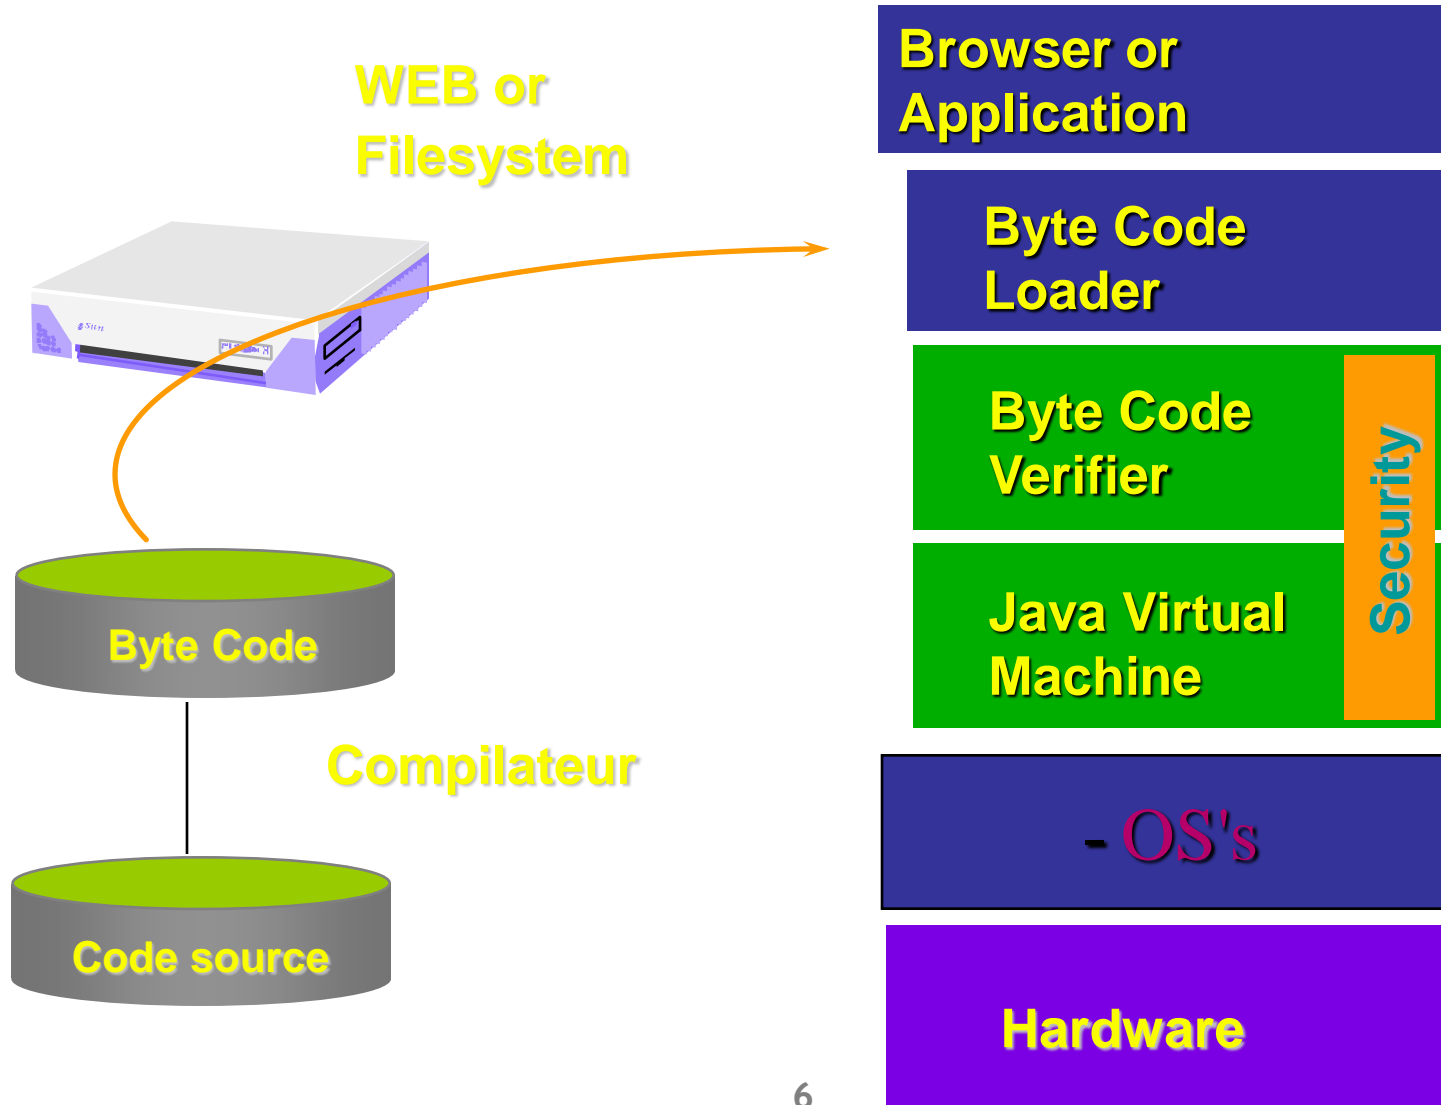 WEB or
Filesystem
sun
Byte Code
Compilateur
Code source
Browser or
Application
Byte Code
Loader
Byte Code
Verifier
Security
Java Virtual
Machine
- OS's
Hardware
6